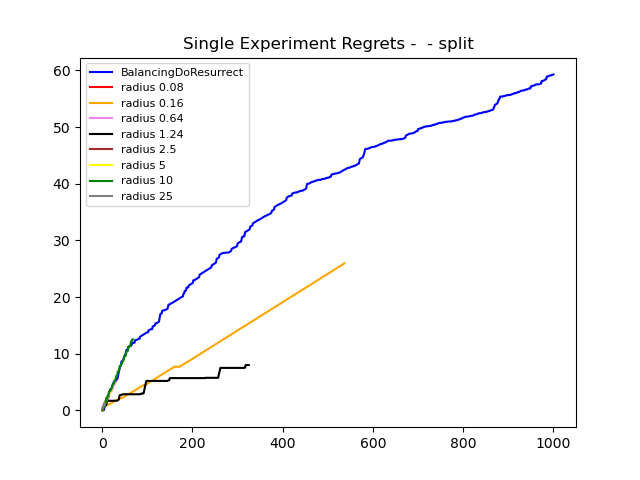 Single Experiment Regrets -  - split
BalancingDoResurrect
radius 0.08
radius 0.16
radius 0.64
radius 1.24
radius 2.5
radius 5
radius 10
radius 25
60
50
40
30
20
10
0
0 200 400 600 800 1000